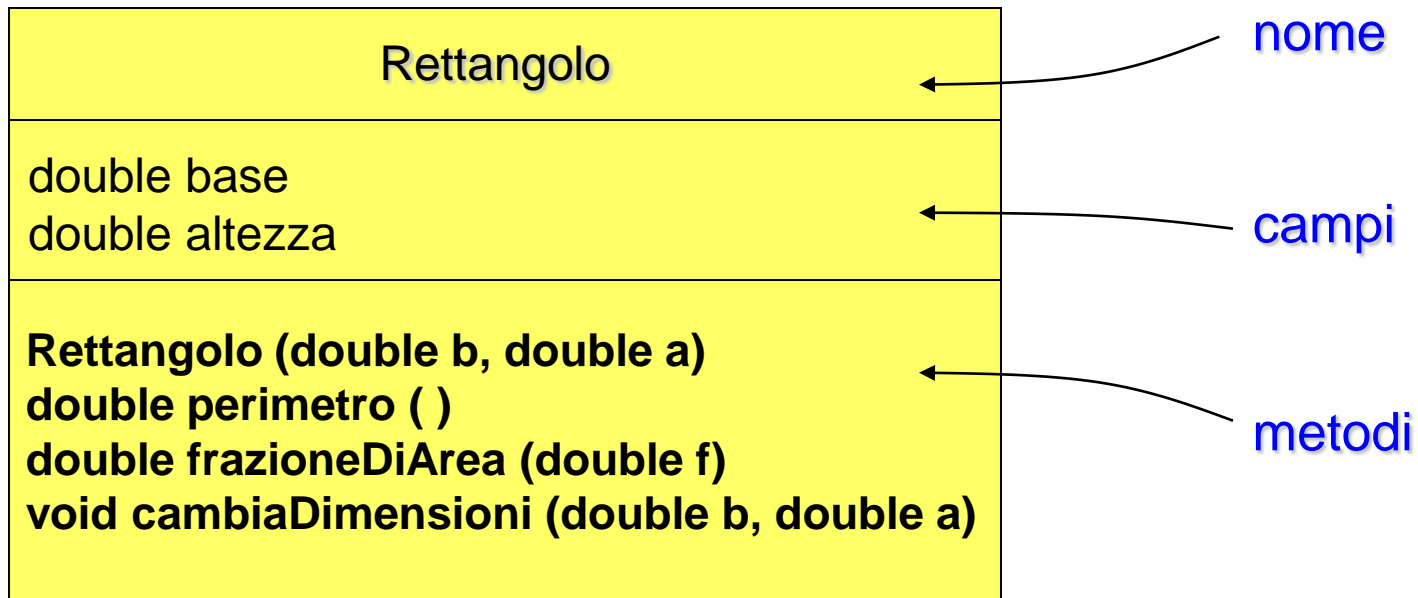 Rettangolo
nome
double base
double altezza
campi
Rettangolo (double b, double a)
double perimetro ( )
double frazioneDiArea (double f)
void cambiaDimensioni (double b, double a)
metodi